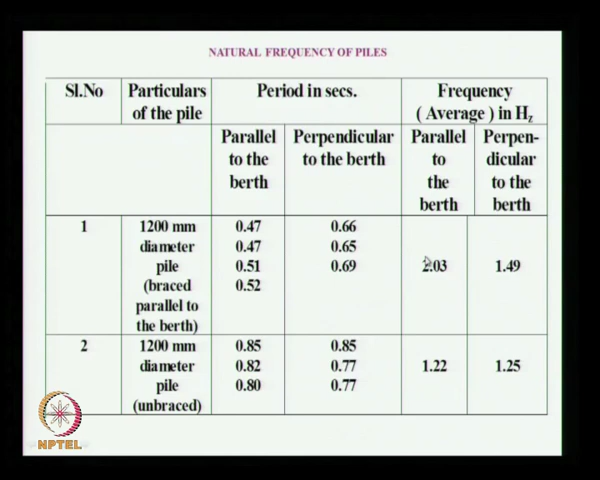 NATURAL FREQUENCY OF PILES
Sl.No Particulars of the pile Period in secs. Frequency ( Average ) in Hz
Parallel to the berth Perpendicular to the berth Parallel to the berth Perpen-dicular to the berth
1 1200 mm diameter pile (braced parallel to the berth) 0.47 0.47 0.51 0.52 0.66 0.65 0.69 2.03 1.49
2 1200 mm diameter pile (unbraced) 0.85 0.82 0.80 0.85 0.77 0.77 1.22 1.25
NPTEL